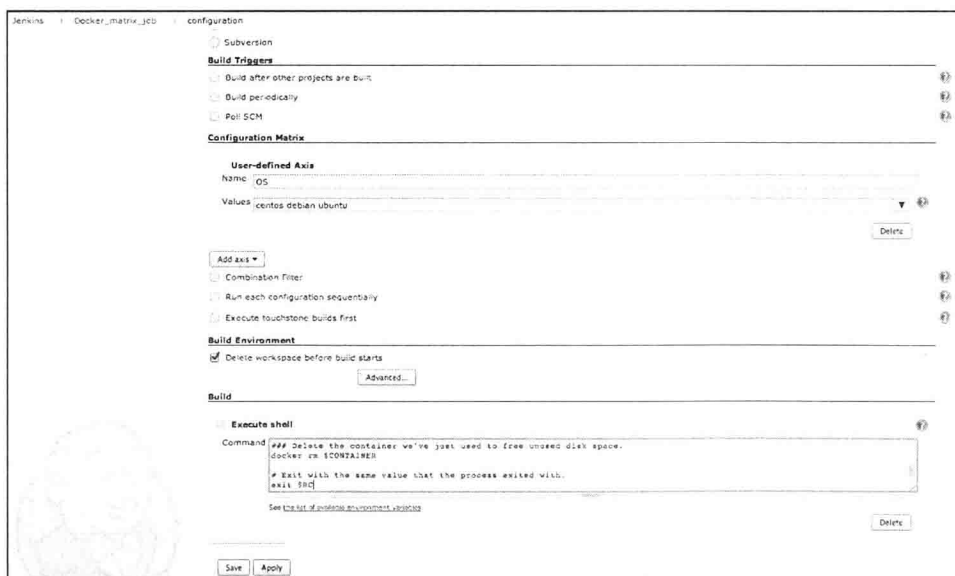 Jenkins › Docker_matrix_job › configuration
Subversion
Build Triggers
Build after other projects are built
Build periodically
Poll SCM
Configuration Matrix
User-defined Axis
Name OS
Values centos debian ubuntu
Delete
Add axis
Combination Filter
Run each configuration sequentially
Execute touchstone builds first
Build Environment
Delete workspace before build starts
Advanced...
Build
Execute shell
Command ### Delete the container we've just used to free unused disk space.
docker rm $CONTAINER
# Exit with the same value that the process exited with.
exit $RC
See the list of available environment variables
Delete
Save Apply